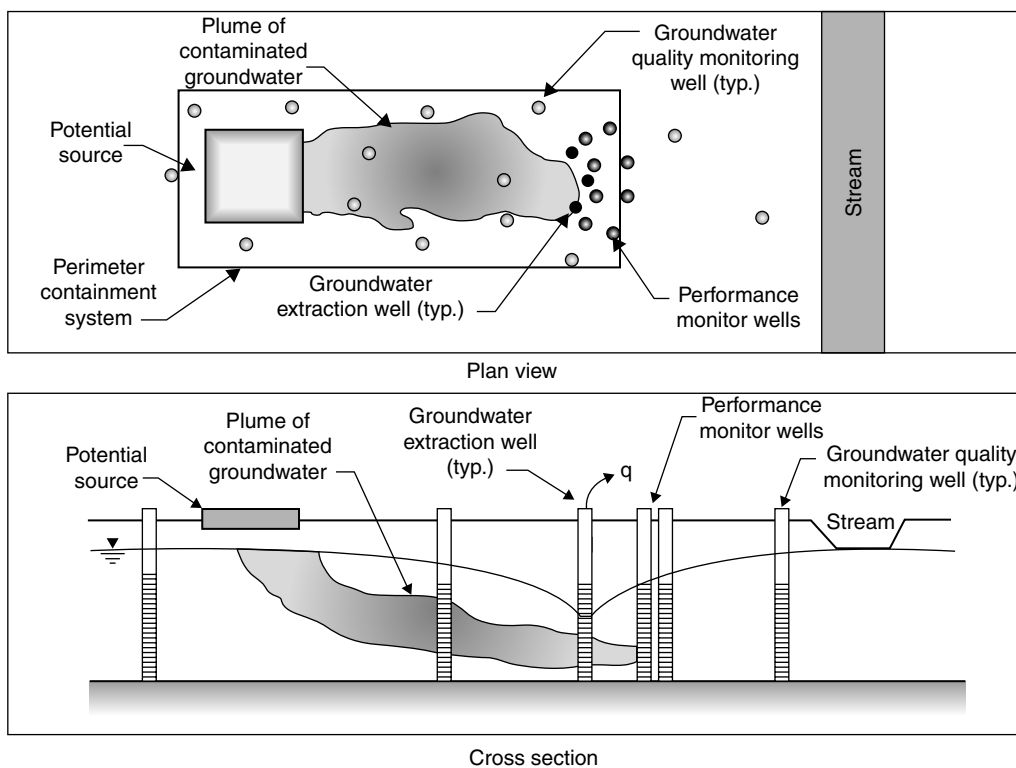 Plume of
contaminated
groundwater
Groundwater
quality monitoring
well (typ.)
Potential
source
Stream
Perimeter
containment
system
Groundwater
extraction well (typ.)
Performance
monitor wells
Plan view
Potential
source
Plume of
contaminated
groundwater
Groundwater
extraction well
(typ.)
q
Performance
monitor wells
Groundwater quality
monitoring well (typ.)
Stream
Cross section